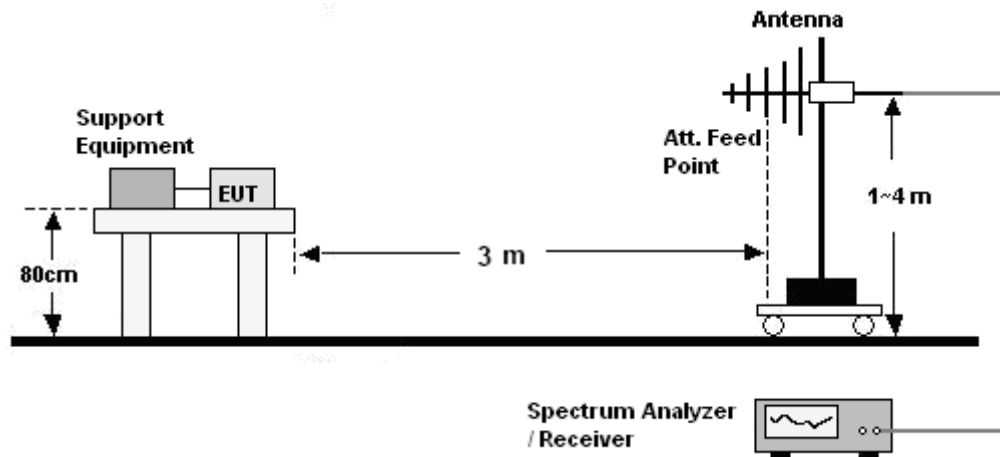 Antenna
Support
Equipment
Att. Feed
Point
EUT
1~4 m
3 m
80cm
Spectrum Analyzer
/ Receiver